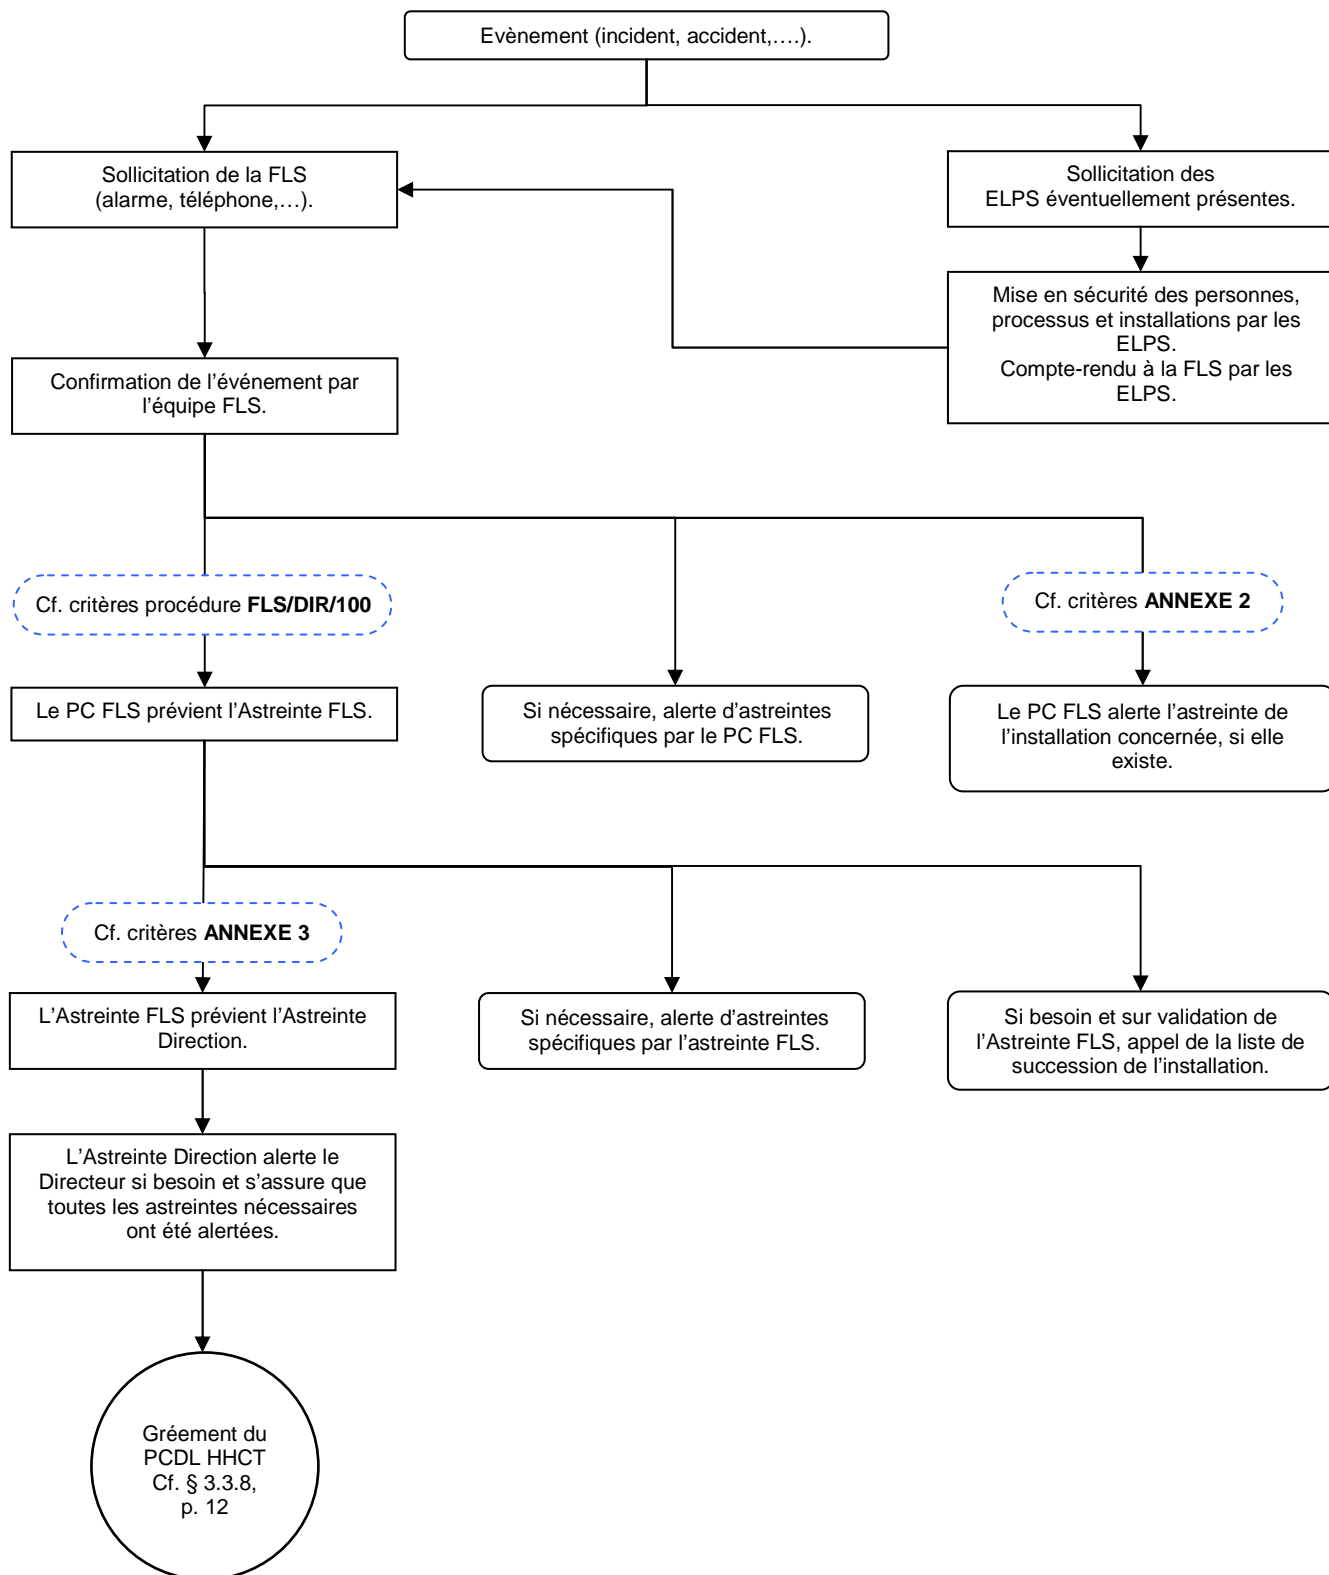 Evènement (incident, accident,….).
Sollicitation de la FLS
(alarme, téléphone,…).
Sollicitation des
ELPS éventuellement présentes.
Mise en sécurité des personnes,
processus et installations par les
ELPS.
Compte-rendu à la FLS par les
ELPS.
Confirmation de l’événement par
l’équipe FLS.
Cf. critères procédure FLS/DIR/100
Cf. critères ANNEXE 2
Le PC FLS prévient l’Astreinte FLS.
Si nécessaire, alerte d’astreintes
spécifiques par le PC FLS.
Le PC FLS alerte l’astreinte de
l’installation concernée, si elle
existe.
Cf. critères ANNEXE 3
L’Astreinte FLS prévient l’Astreinte
Direction.
Si nécessaire, alerte d’astreintes
spécifiques par l’astreinte FLS.
Si besoin et sur validation de
l’Astreinte FLS, appel de la liste de
succession de l’installation.
L’Astreinte Direction alerte le
Directeur si besoin et s’assure que
toutes les astreintes nécessaires
ont été alertées.
Gréement du
PCDL HHCT
Cf. § 3.3.8,
p. 12